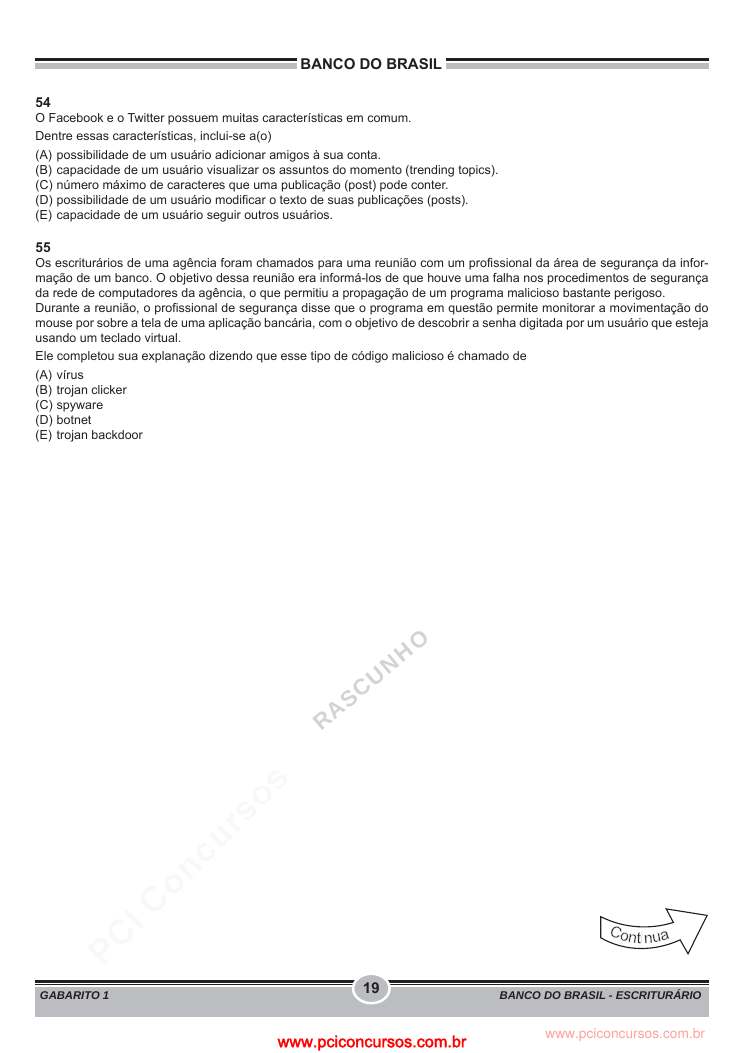 BANCO DO BRASIL
54
O Facebook e o Twitter possuem muitas características em comum.
Dentre essas características, inclui-se a(o)
(A) possibilidade de um usuário adicionar amigos à sua conta.
(B) capacidade de um usuário visualizar os assuntos do momento (trending topics).
(C) número máximo de caracteres que uma publicação (post) pode conter.
(D) possibilidade de um usuário modificar o texto de suas publicações (posts).
(E) capacidade de um usuário seguir outros usuários.
55
Os escriturários de uma agência foram chamados para uma reunião com um profissional da área de segurança da infor-
mação de um banco. O objetivo dessa reunião era informá-los de que houve uma falha nos procedimentos de segurança
da rede de computadores da agência, o que permitiu a propagação de um programa malicioso bastante perigoso.
Durante a reunião, o profissional de segurança disse que o programa em questão permite monitorar a movimentação do
mouse por sobre a tela de uma aplicação bancária, com o objetivo de descobrir a senha digitada por um usuário que esteja
usando um teclado virtual.
Ele completou sua explanação dizendo que esse tipo de código malicioso é chamado de
(A) vírus
(B) trojan clicker
(C) spyware
(D) botnet
(E) trojan backdoor
RASCUNHO
PCI Concursos
Cont nua
GABARITO 1
19
BANCO DO BRASIL - ESCRITURÁRIO
www.pciconcursos.com.br
www.pciconcursos.com.br